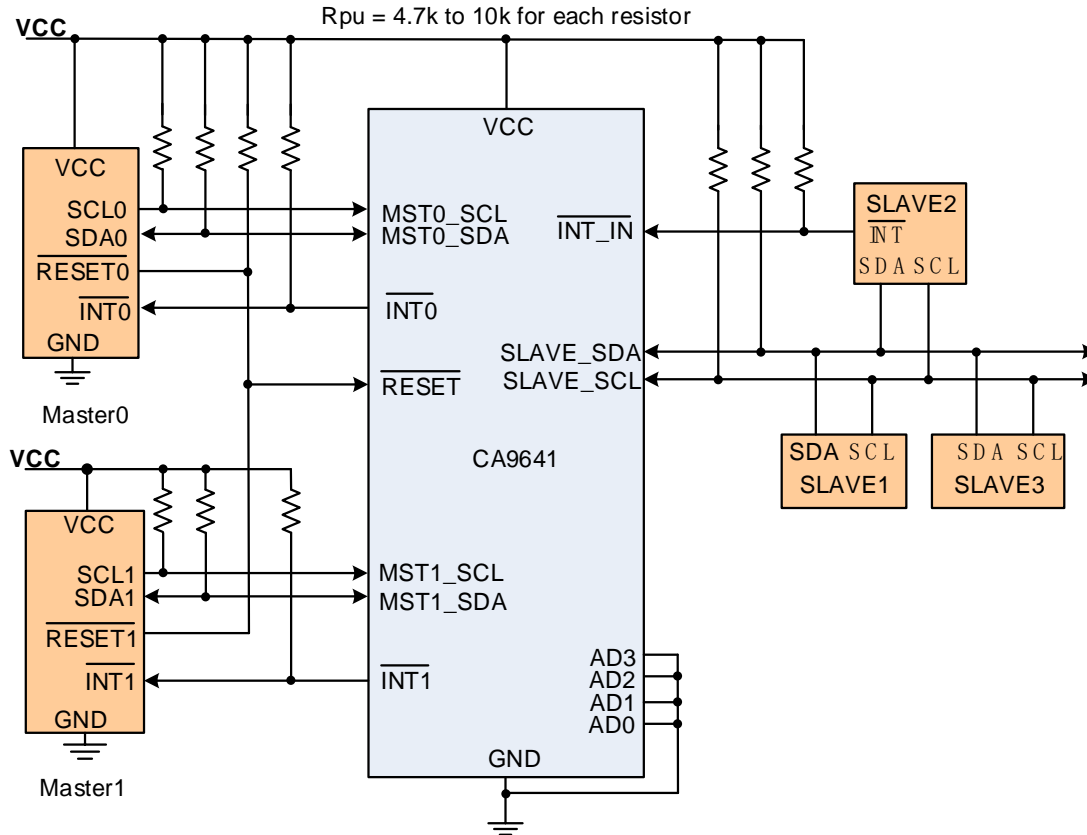 Rpu = 4.7k to 10k for each resistor
VCC
VCC
SCL0
SDA0
RESET0
INT0
GND
Master0
VCC
VCC
SCL1
SDA1
RESET1
INT1
GND
Master1
VCC
MST0_SCL
MST0_SDA
INT0
RESET
CA9641
MST1_SCL
MST1_SDA
INT1
INT_IN
SLAVE_SDA
SLAVE_SCL
AD3
AD2
AD1
AD0
GND
SLAVE2
INT
SDA SCL
SDA SCL
SLAVE1
SDA SCL
SLAVE3